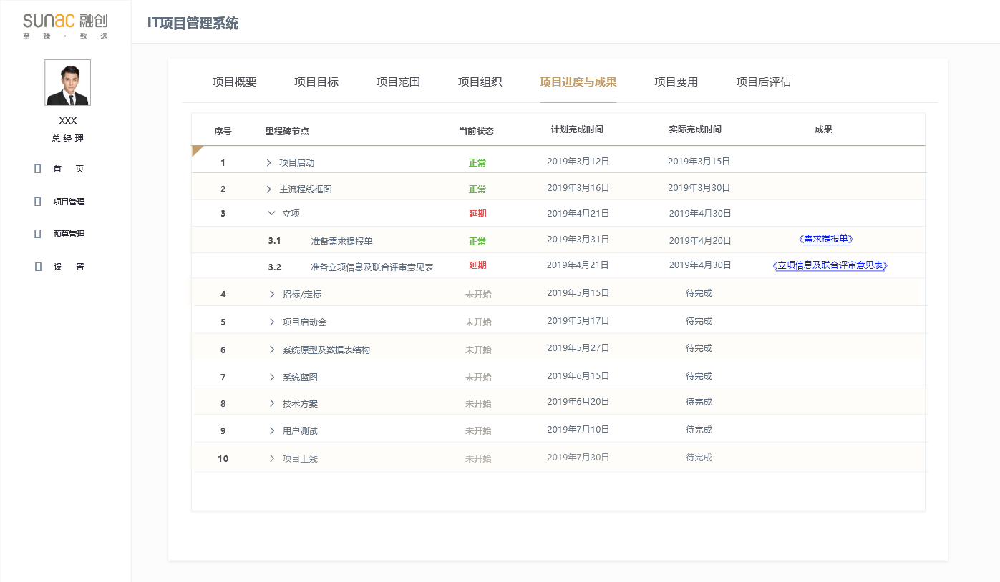 sunac 融创
至 臻 · 致 远
IT项目管理系统
XXX
总 经 理
首 页
项目管理
预算管理
设 置
项目概要 项目目标 项目范围 项目组织 项目进度与成果 项目费用 项目后评估
序号 里程碑节点 当前状态 计划完成时间 实际完成时间 成果
1 项目启动 正常 2019年3月12日 2019年3月15日
2 主流程线框图 正常 2019年3月16日 2019年3月30日
3 立项 延期 2019年4月21日 2019年4月30日
3.1 准备需求提报单 正常 2019年3月31日 2019年4月20日 《需求提报单》
3.2 准备立项信息及联合评审意见表 延期 2019年4月21日 2019年4月30日 《立项信息及联合评审意见表》
4 招标/定标 未开始 2019年5月15日 待完成
5 项目启动会 未开始 2019年5月17日 待完成
6 系统原型及数据表结构 未开始 2019年5月27日 待完成
7 系统蓝图 未开始 2019年6月15日 待完成
8 技术方案 未开始 2019年6月20日 待完成
9 用户测试 未开始 2019年7月10日 待完成
10 项目上线 未开始 2019年7月30日 待完成